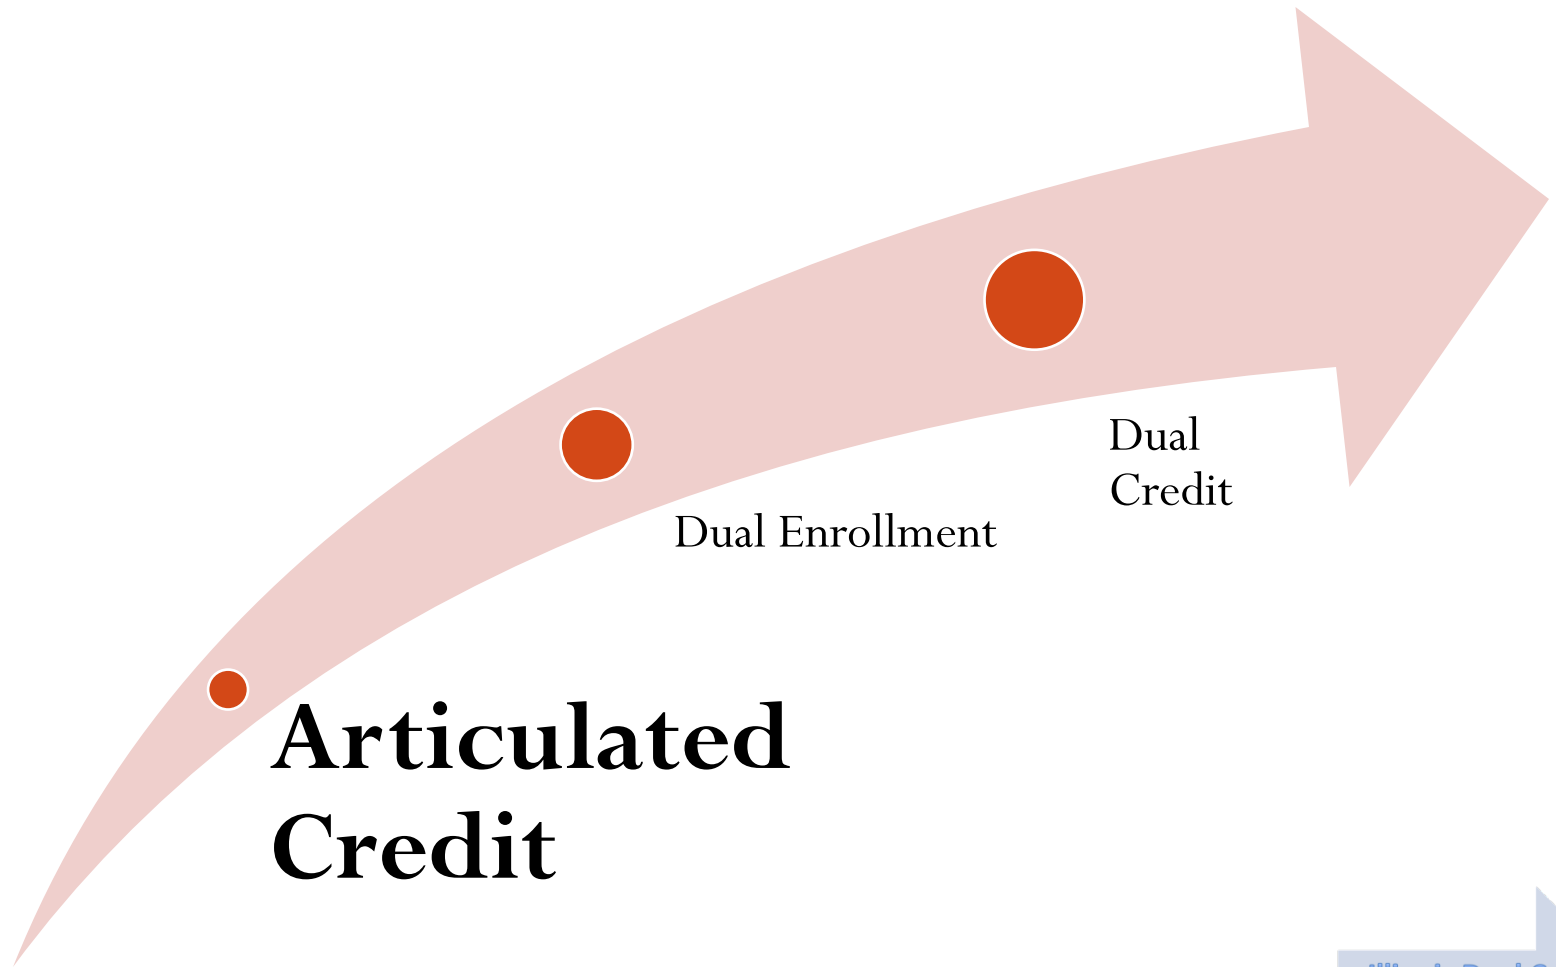 Dual
Credit
Dual Enrollment
Articulated
Credit